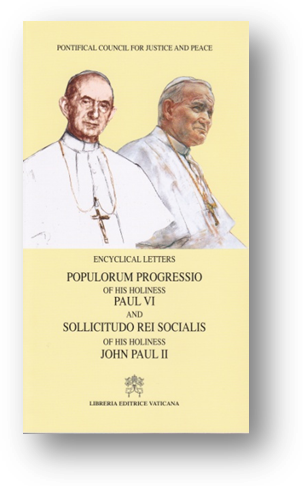 PONTIFICAL COUNCIL FOR JUSTICE AND PEACE
ENCYCLICAL LETTERS
POPULORUM PROGRESSIO
OF HIS HOLINESS
PAUL VI
AND
SOLLICITUDO REI SOCIALIS
OF HIS HOLINESS
JOHN PAUL II
LIBRERIA EDITRICE VATICANA